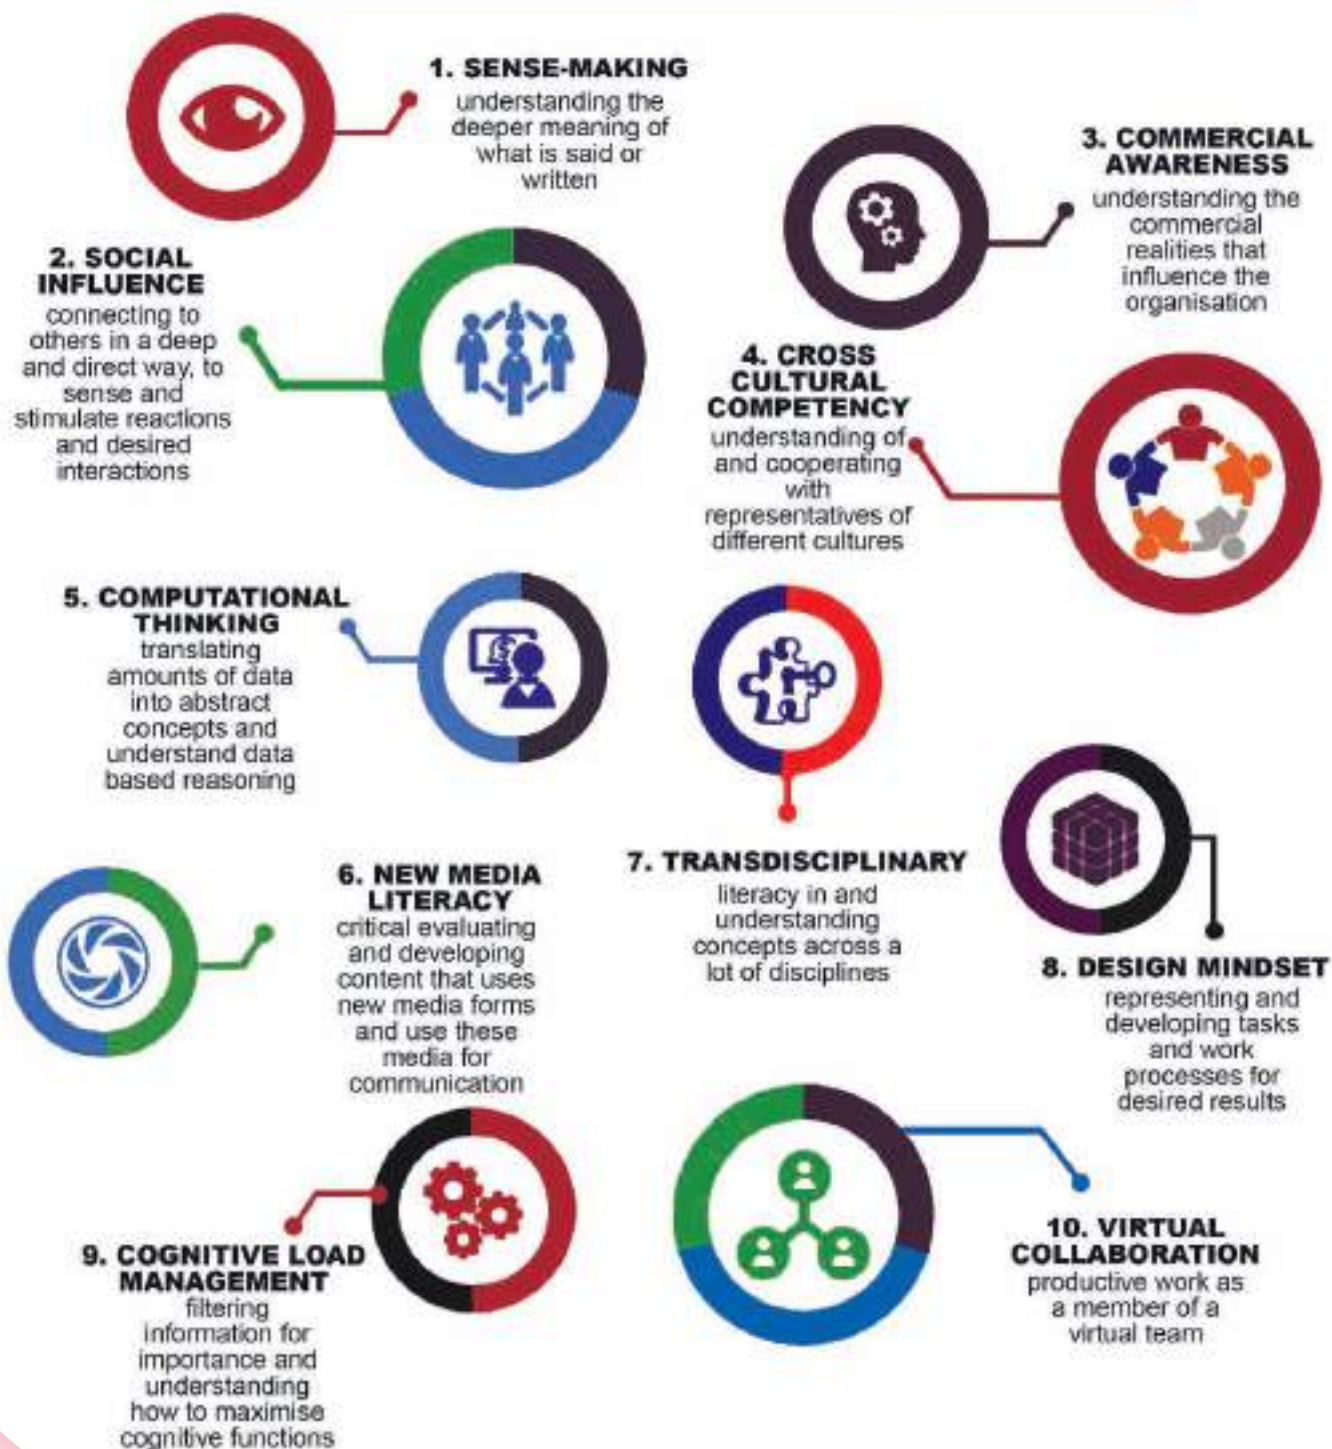 1. SENSE-MAKING
understanding the
deeper meaning of
what is said or
written
2. SOCIAL
INFLUENCE
connecting to
others in a deep
and direct way, to
sense and
stimulate reactions
and desired
interactions
3. COMMERCIAL
AWARENESS
understanding the
commercial
realities that
influence the
organisation
4. CROSS
CULTURAL
COMPETENCY
understanding of
and cooperating
with
representatives of
different cultures
5. COMPUTATIONAL
THINKING
translating
amounts of data
into abstract
concepts and
understand data
based reasoning
6. NEW MEDIA
LITERACY
critical evaluating
and developing
content that uses
new media forms
and use these
media for
communication
7. TRANSDISCIPLINARY
literacy in and
understanding
concepts across a
lot of disciplines
8. DESIGN MINDSET
representing and
developing tasks
and work
processes for
desired results
9. COGNITIVE LOAD
MANAGEMENT
filtering
information for
importance and
understanding
how to maximise
cognitive functions
10. VIRTUAL
COLLABORATION
productive work as
a member of a
virtual team